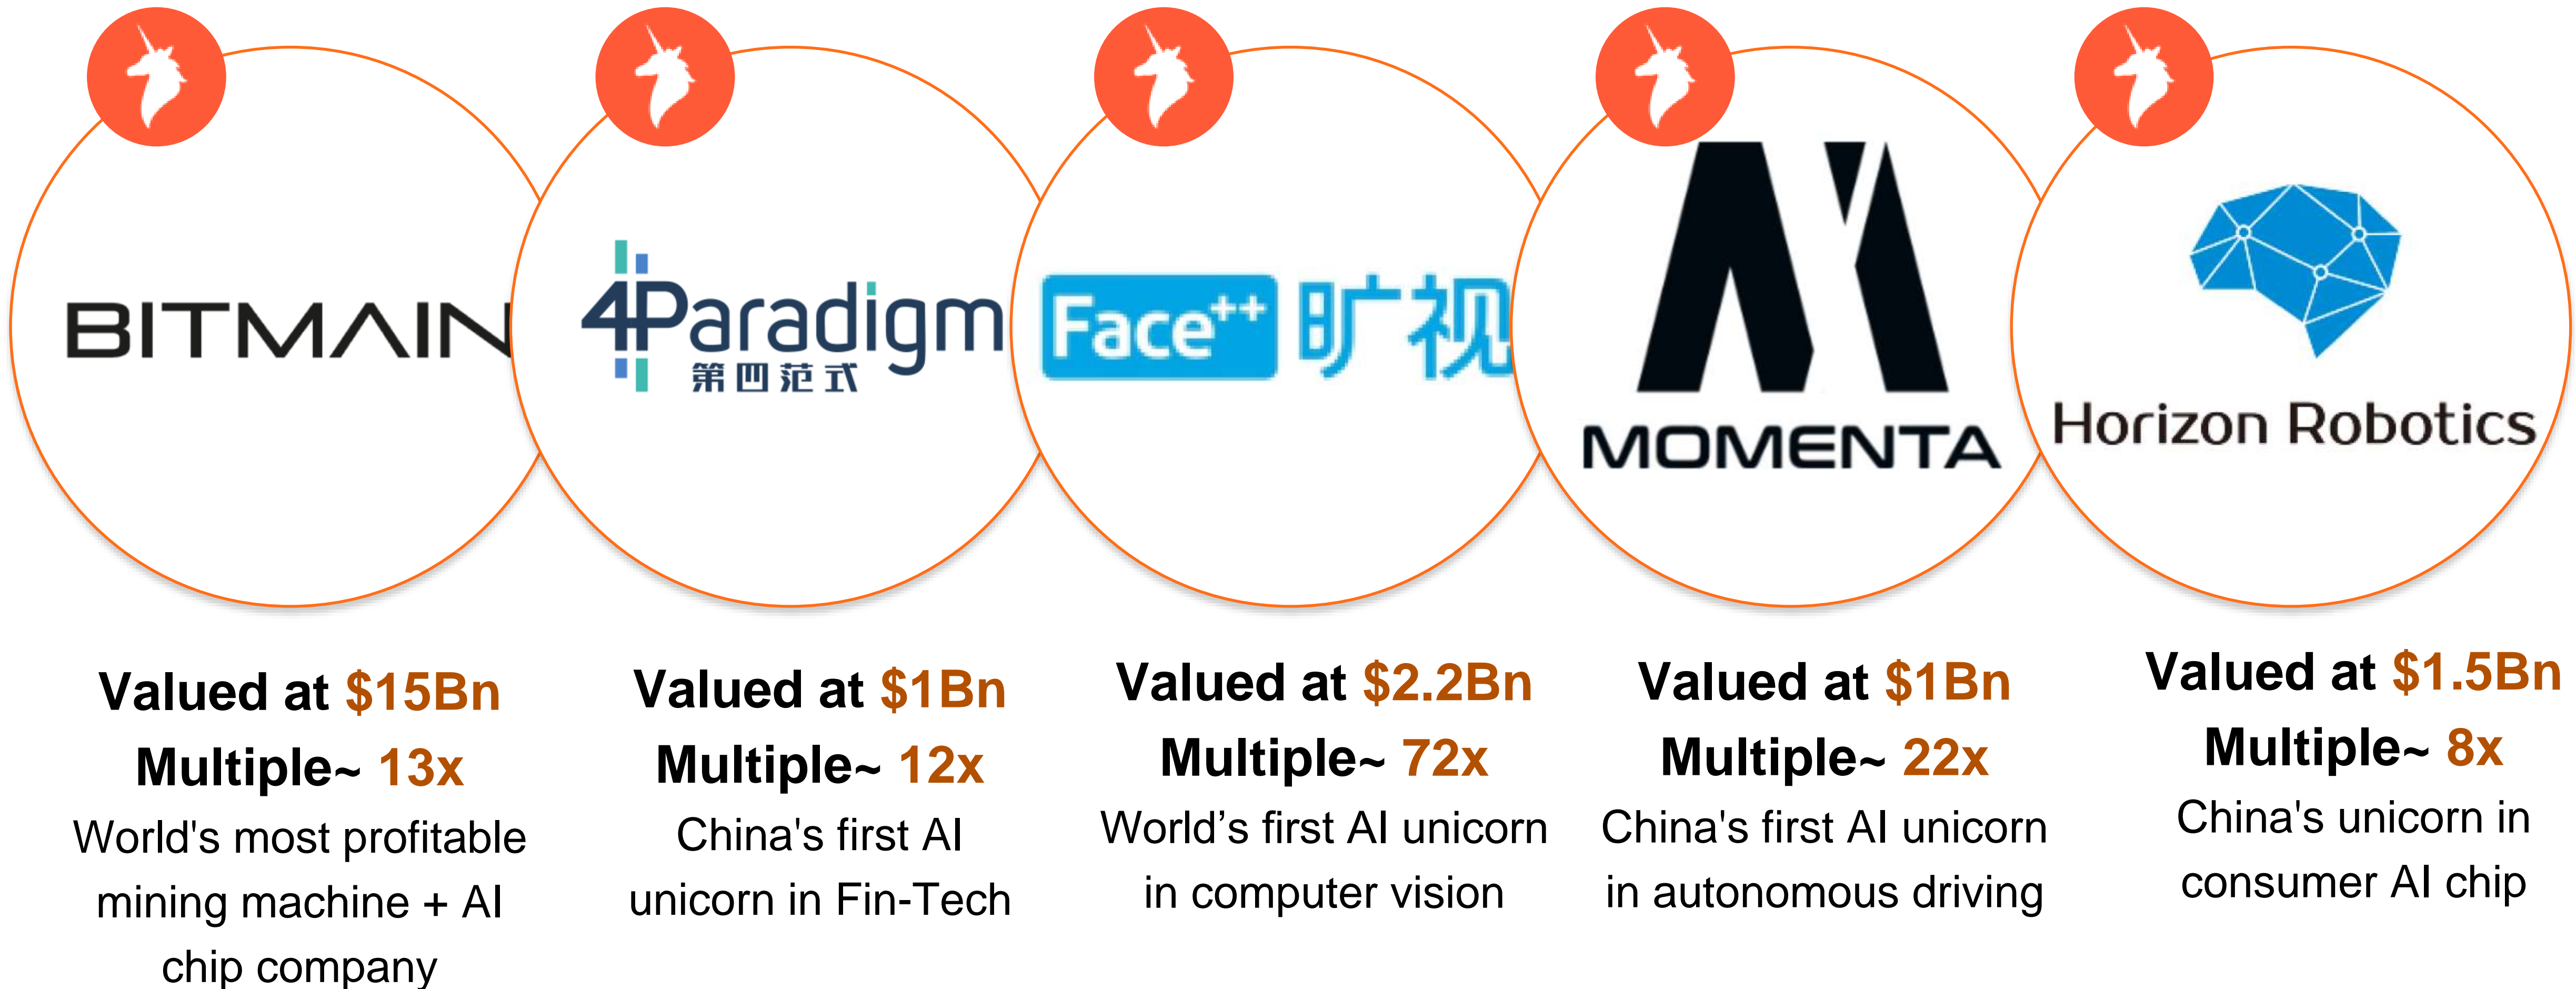 BITMAIN
4Paradigm
第四范式
Face++ 旷视
MOMENTA
Horizon Robotics
Valued at $15Bn
Multiple~ 13x
World's most profitable
mining machine + AI
chip company
Valued at $1Bn
Multiple~ 12x
China's first AI
unicorn in Fin-Tech
Valued at $2.2Bn
Multiple~ 72x
World’s first AI unicorn
in computer vision
Valued at $1Bn
Multiple~ 22x
China's first AI unicorn
in autonomous driving
Valued at $1.5Bn
Multiple~ 8x
China's unicorn in
consumer AI chip